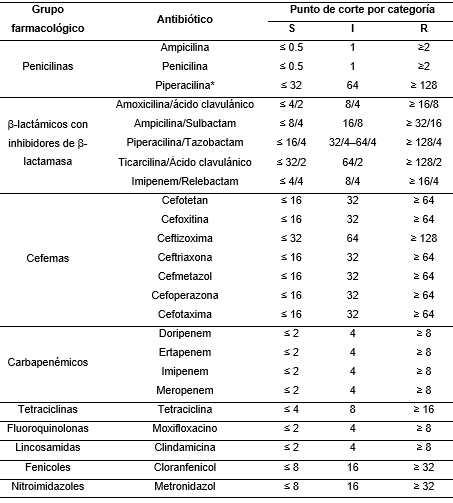 Grupo farmacológico Antibiótico Punto de corte por categoría
S I R
Penicilinas
Ampicilina ≤ 0.5 1 ≥2
Penicilina ≤ 0.5 1 ≥2
Piperacilina* ≤ 32 64 ≥ 128
β-lactámicos con inhibidores de β-lactamasa
Amoxicilina/ácido clavulánico ≤ 4/2 8/4 ≥ 16/8
Ampicilina/Sulbactam ≤ 8/4 16/8 ≥ 32/16
Piperacilina/Tazobactam ≤ 16/4 32/4–64/4 ≥ 128/4
Ticarcilina/Ácido clavulánico ≤ 32/2 64/2 ≥ 128/2
Imipenem/Relebactam ≤ 4/4 8/4 ≥ 16/4
Cefemas
Cefotetan ≤ 16 32 ≥ 64
Cefoxitina ≤ 16 32 ≥ 64
Ceftizoxima ≤ 32 64 ≥ 128
Ceftriaxona ≤ 16 32 ≥ 64
Cefmetazol ≤ 16 32 ≥ 64
Cefoperazona ≤ 16 32 ≥ 64
Cefotaxima ≤ 16 32 ≥ 64
Carbapenémicos
Doripenem ≤ 2 4 ≥ 8
Ertapenem ≤ 2 4 ≥ 8
Imipenem ≤ 2 4 ≥ 8
Meropenem ≤ 2 4 ≥ 8
Tetraciclinas Tetraciclina ≤ 4 8 ≥ 16
Fluoroquinolonas Moxifloxacino ≤ 2 4 ≥ 8
Lincosamidas Clindamicina ≤ 2 4 ≥ 8
Fenicoles Cloranfenicol ≤ 8 16 ≥ 32
Nitroimidazoles Metronidazol ≤ 8 16 ≥ 32